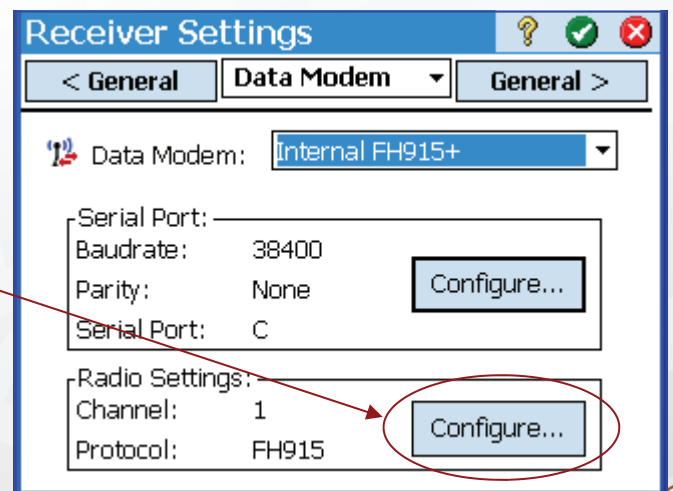 Receiver Settings ?
< General Data Modem General >
Data Modem: Internal FH915+
Serial Port:
Baudrate: 38400
Parity: None Configure...
Serial Port: C
Radio Settings:
Channel: 1
Configure...
Protocol: FH915